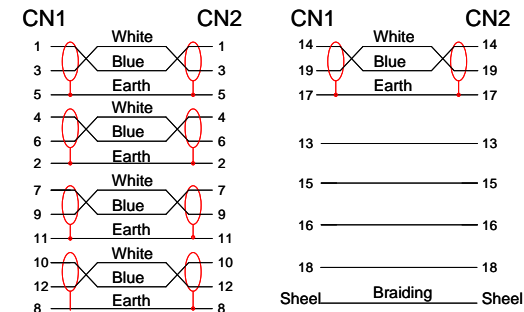 CN1 CN2
White
1 1
Blue
3 3
Earth
5 5
White
4 4
Blue
6 6
Earth
2 2
White
7 7
Blue
9 9
Earth
11 11
White
10 10
Blue
12 12
Earth
8 8
CN1 CN2
White
14 14
Blue
19 19
Earth
17 17
13 13
15 15
16 16
18 18
Braiding
Sheel Sheel